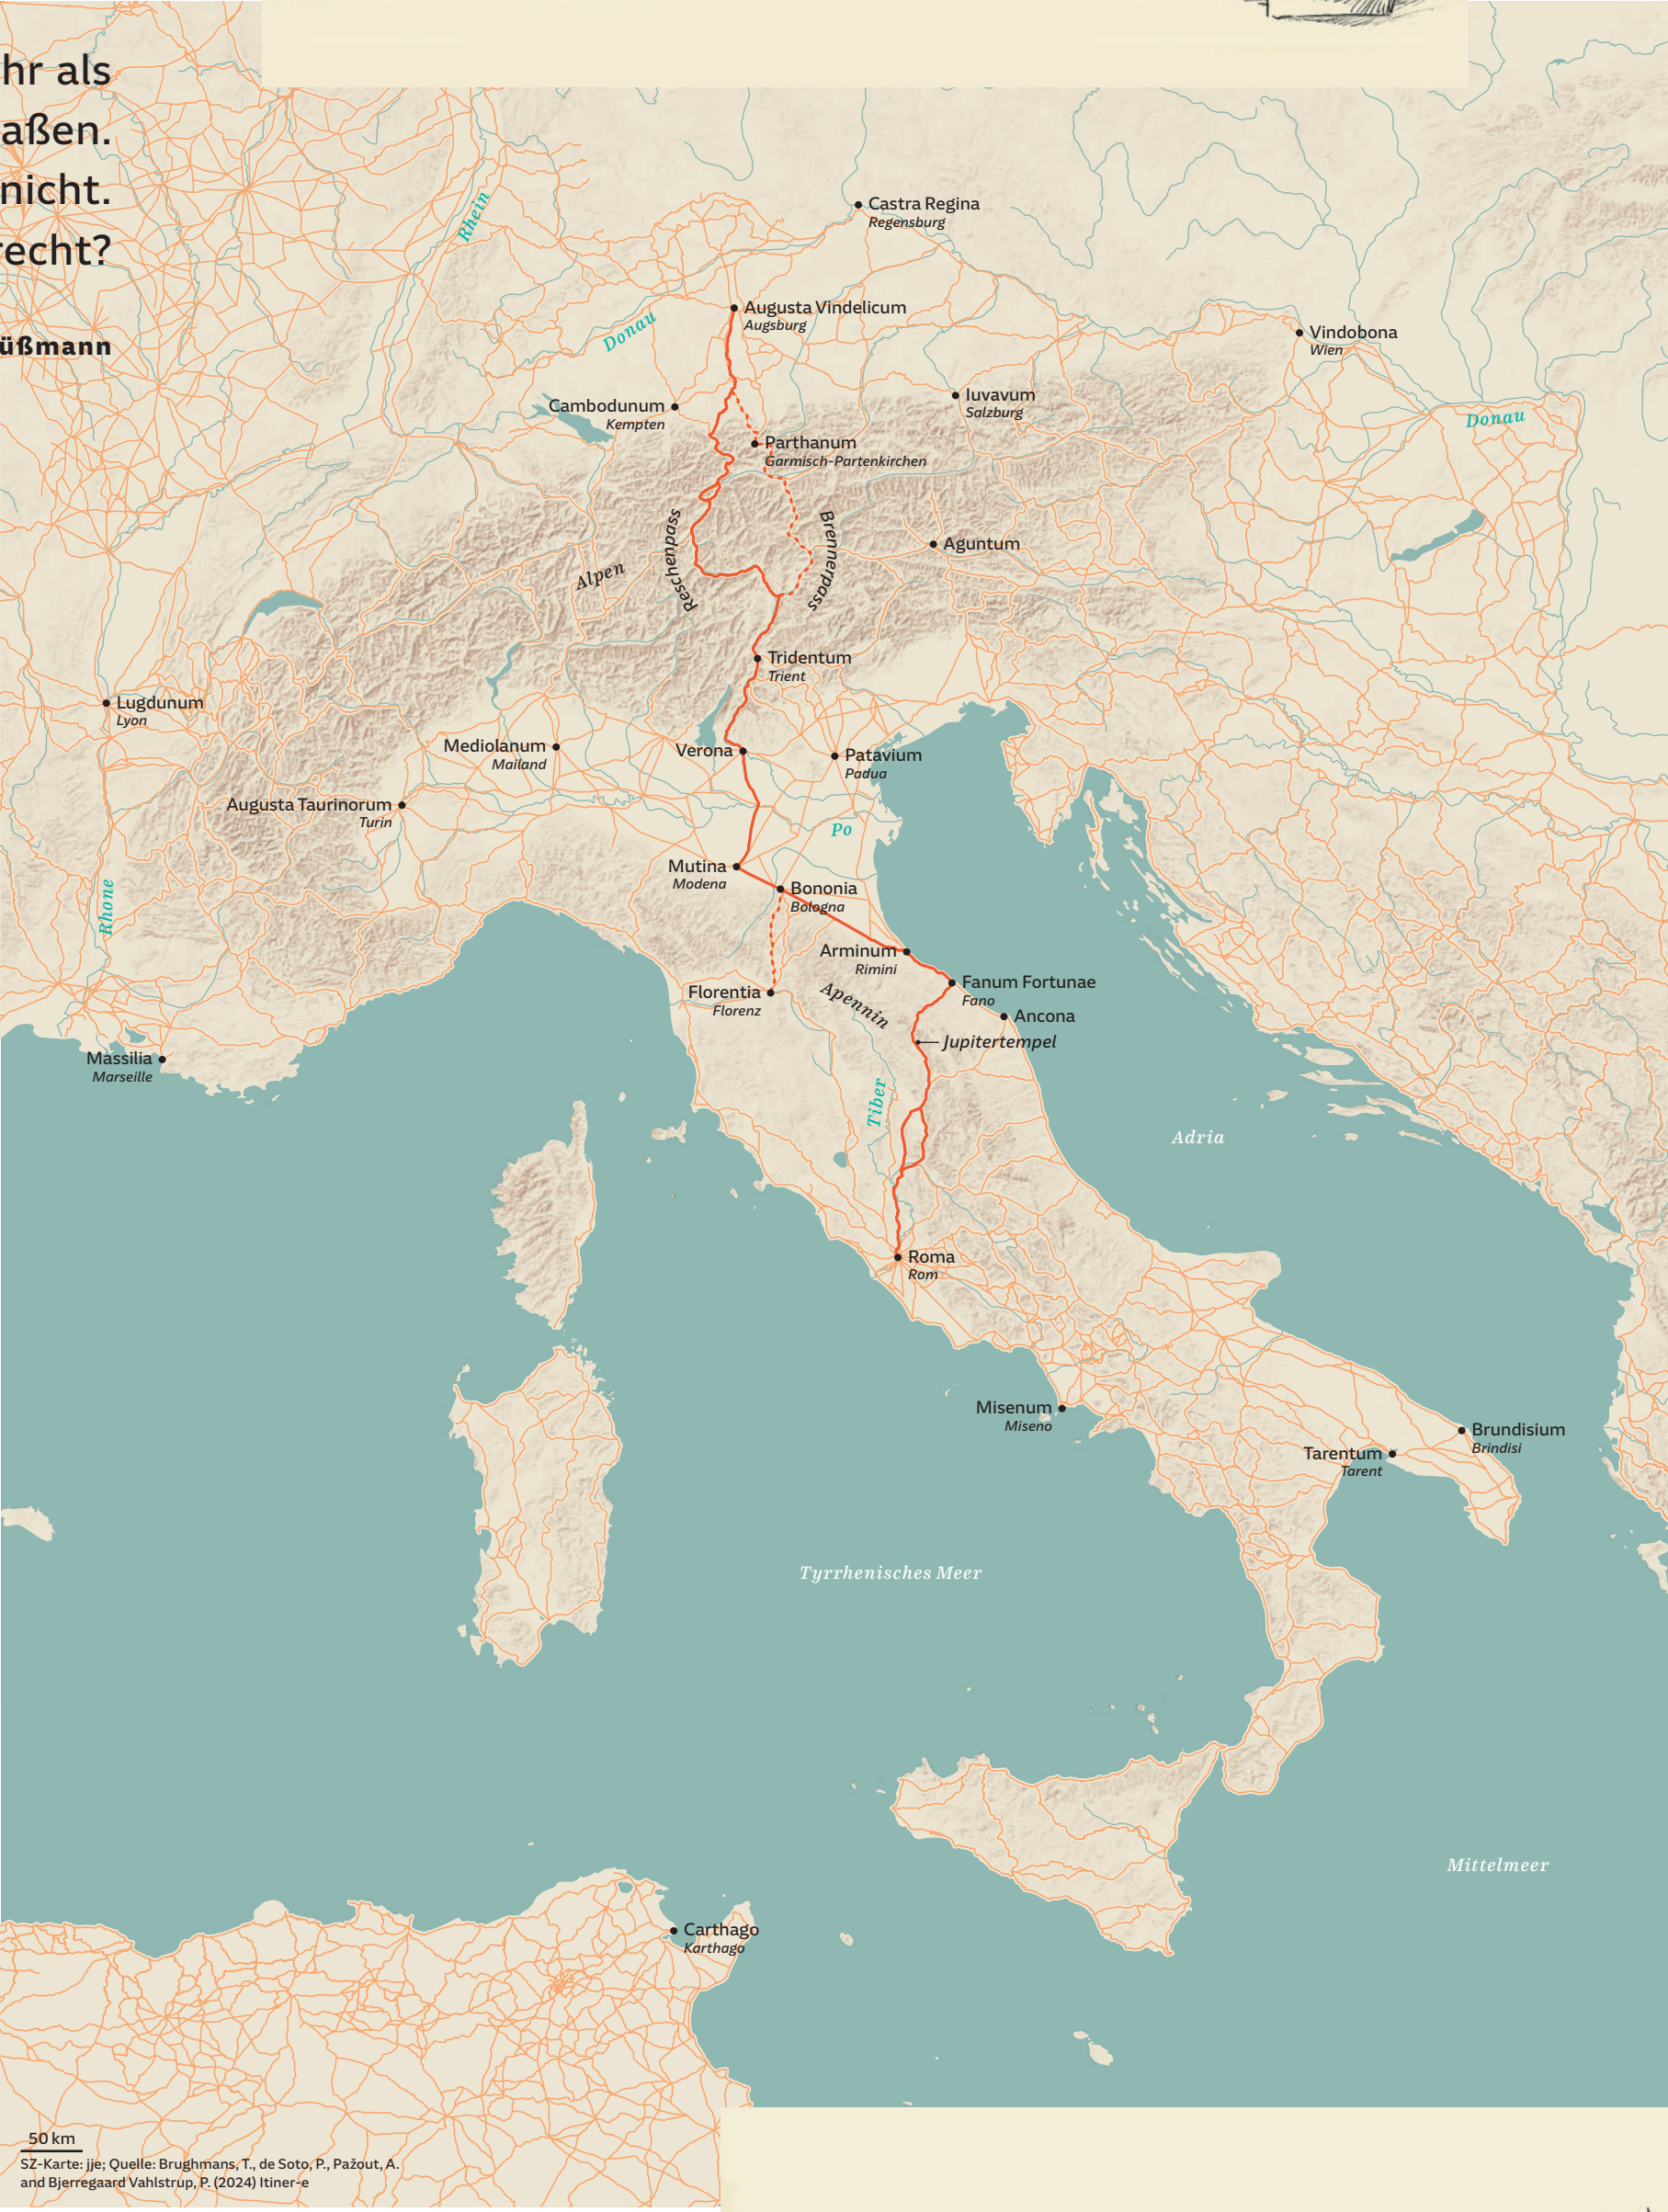 hr als
aßen.
nicht.
recht?
üßmann
Rhein
Castra Regina
Regensburg
Augusta Vindelicum
Augsburg
Donau
Vindobona
Wien
Cambodunum
Kempten
Iuvavum
Salzburg
Donau
Parthanum
Garmisch-Partenkirchen
Reschenpass
Brennerpass
Aguntum
Alpen
Tridentum
Trient
Lugdunum
Lyon
Mediolanum
Mailand
Verona
Patavium
Padua
Augusta Taurinorum
Turin
Po
Mutina
Modena
Bononia
Bologna
Rhone
Arminum
Rimini
Florentia
Florenz
Apennin
Fanum Fortunae
Fano
Ancona
Jupitertempel
Massilia
Marseille
Tiber
Adria
Roma
Rom
Misenum
Miseno
Brundisium
Brindisi
Tarentum
Tarent
Tyrrhenisches Meer
Mittelmeer
Carthago
Karthago
50 km
SZ-Karte: jje; Quelle: Brughmans, T., de Soto, P., Pažout, A.
and Bjerregaard Vahlstrup, P. (2024) Itiner-e